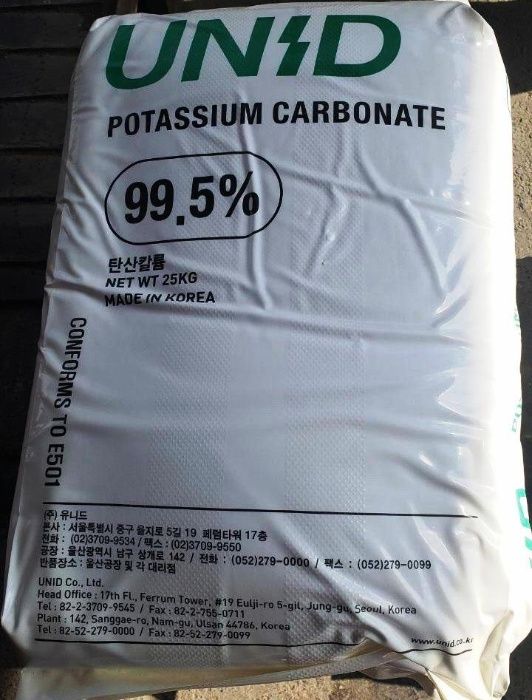 UNID
POTASSIUM CARBONATE
99.5%
탄산칼륨
NET WT 25KG
MADE IN KOREA
CONFORMS TO E501
(주) 유니드
본사 : 서울특별시 중구 을지로 5길 19 페럼타워 17층
전화 : (02)3709-9534 / 팩스 : (02)3709-9550
공장 : 울산광역시 남구 상개로 142 / 전화 : (052)279-0000 / 팩스 : (052)279-0099
반품장소 : 울산공장 및 각 대리점
UNID Co., Ltd.
Head Office : 17th Fl., Ferrum Tower, #19 Eulji-ro 5-gil, Jung-gu, Seoul, Korea
Tel : 82-2-3709-9545 / Fax : 82-2-755-0711
Plant : 142, Sanggae-ro, Nam-gu, Ulsan 44786, Korea
Tel : 82-52-279-0000 / Fax : 82-52-279-0099
www.unid.co.kr